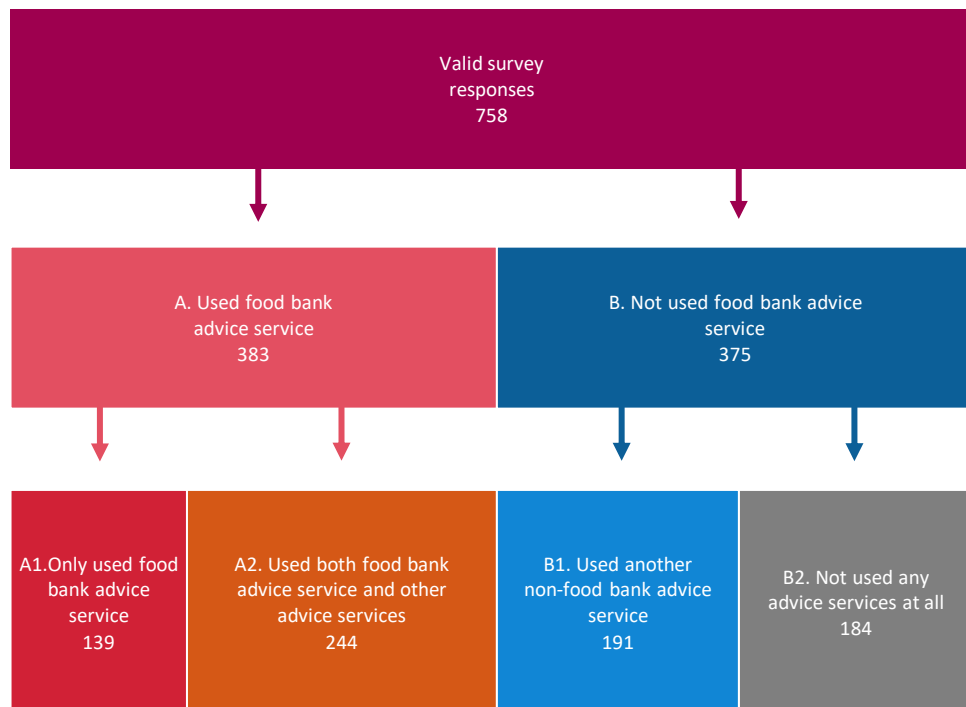 Valid survey
responses
758
A. Used food bank
advice service
383
B. Not used food bank advice
service
375
A1.Only used food
bank advice
service
139
A2. Used both food bank
advice service and other
advice services
244
B1. Used another
non-food bank advice
service
191
B2. Not used any
advice services at all
184